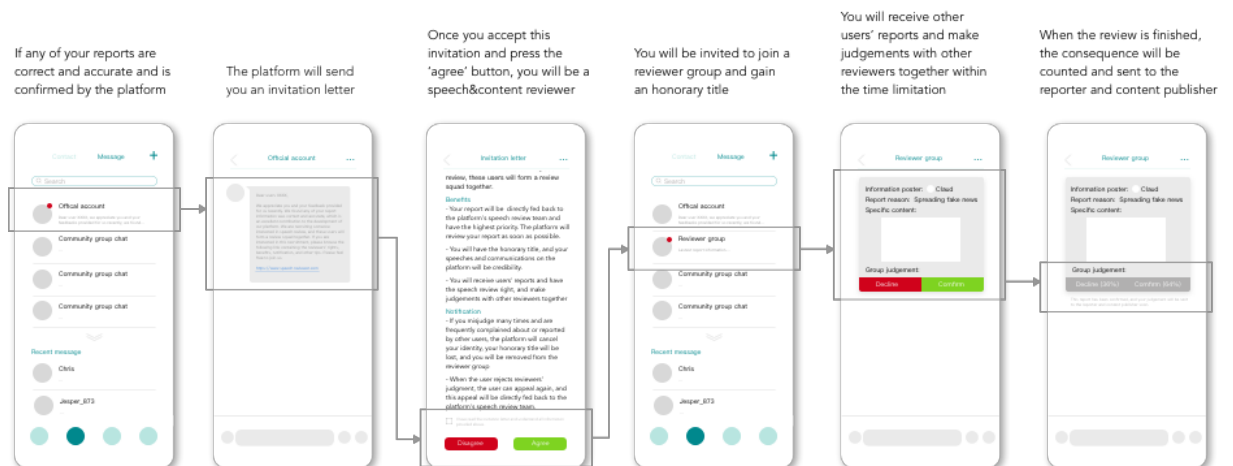 If any of your reports are
correct and accurate and is
confirmed by the platform
The platform will send
you an invitation letter
Once you accept this
invitation and press the
'agree' button, you will be a
speech&content reviewer
You will be invited to join a
reviewer group and gain
an honorary title
You will receive other
users' reports and make
judgements with other
reviewers together within
the time limitation
When the review is finished,
the consequence will be
counted and sent to the
reporter and content publisher
Contact Message +
Search
Offical account
Community group chat
Community group chat
Community group chat
Recent message
Chris
Jesper_873
Offical account ...
Invitation letter ...
review, these users will form a review
squad together.
Benefits
- Your report will be directly fed back to
the platform's speech review team and
have the highest priority. The platform will
review your report as soon as possible.
- You will have the honorary title, and your
speeches and communications on the
platform will be credibility.
- You will receive users' reports and have
the speech review right, and make
judgements with other reviewers together
Notification
- If you misjudge many times and are
frequently complained about or reported
by other users, the platform will cancel
your identity, your honorary title will be
lost, and you will be removed from the
reviewer group
- When the user rejects reviewers'
judgment, the user can appeal again, and
this appeal will be directly fed back to the
platform's speech review team.
Disagree Agree
Contact Message +
Search
Offical account
Reviewer group
Community group chat
Community group chat
Recent message
Chris
Jesper_873
Reviewer group ...
Information poster: Claud
Report reason: Spreading fake news
Specific content:
Group judgement:
Decline Comfirm
Reviewer group ...
Information poster: Claud
Report reason: Spreading fake news
Specific content:
Group judgement:
Decline (36%) Comfirm (64%)